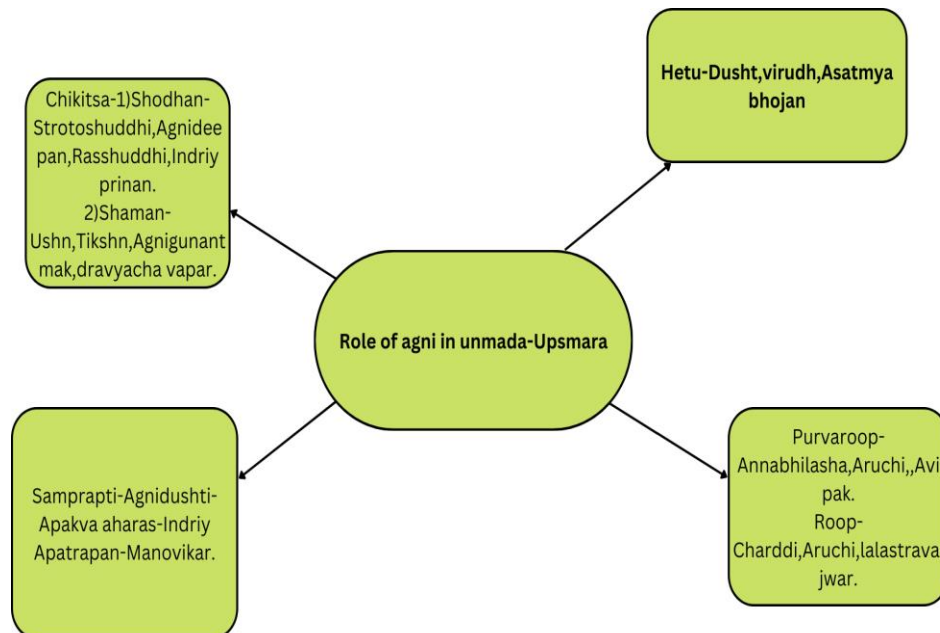 Hetu-Dusht,virudh,Asatmya
bhojan
Chikitsa-1)Shodhan-
Strotoshuddhi,Agnidee
pan,Rasshuddhi,Indriy
prinan.
2)Shaman-
Ushn,Tikshn,Agnigunant
mak,dravyacha vapar.
Role of agni in unmada-Upsmara
Samprapti-Agnidushti-
Apakva aharas-Indriy
Apatrapan-Manovikar.
Purvaroop-
Annabhilasha,Aruchi,,Avi
pak.
Roop-
Charddi,Aruchi,lalastrava
jwar.